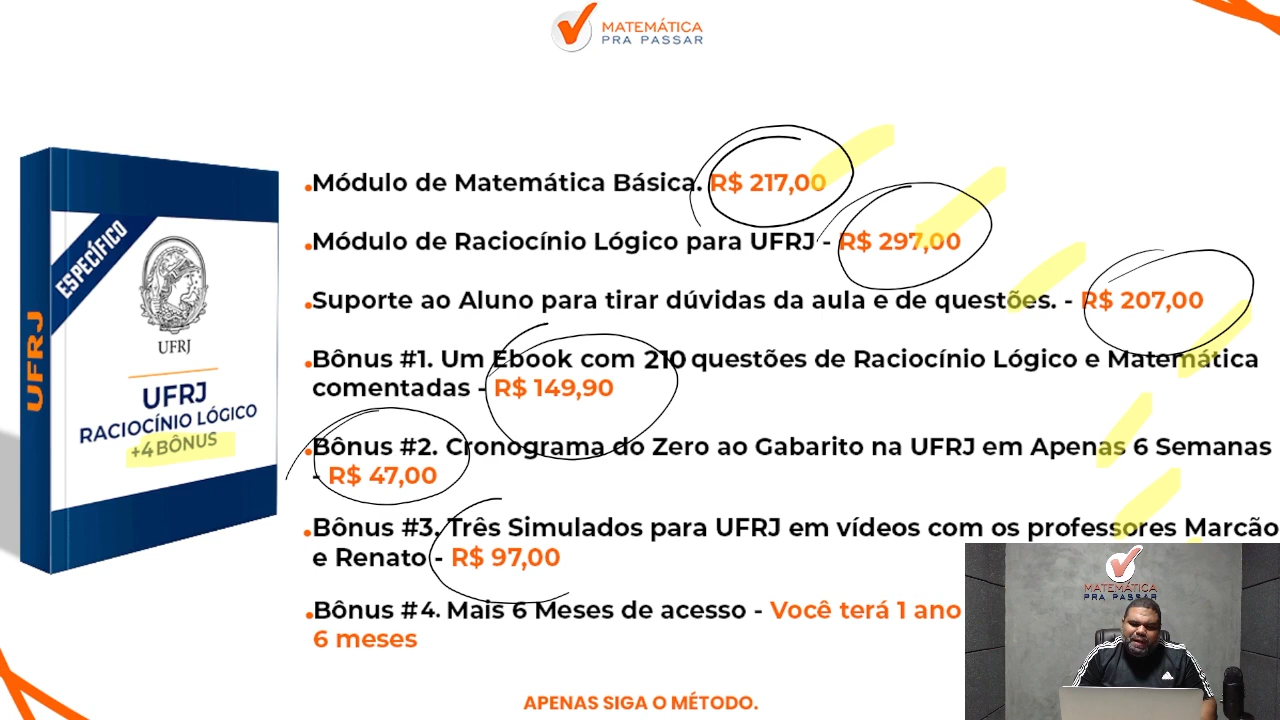 MATEMÁTICA
PRA PASSAR
ESPECÍFICO
UFRJ
UFRJ
UFRJ
RACIOCÍNIO LÓGICO
+4 BÔNUS
•Módulo de Matemática Básica. R$ 217,00
•Módulo de Raciocínio Lógico para UFRJ - R$ 297,00
•Suporte ao Aluno para tirar dúvidas da aula e de questões. - R$ 207,00
•Bônus #1. Um Ebook com 210 questões de Raciocínio Lógico e Matemática
comentadas - R$ 149,90
•Bônus #2. Cronograma do Zero ao Gabarito na UFRJ em Apenas 6 Semanas
- R$ 47,00
•Bônus #3. Três Simulados para UFRJ em vídeos com os professores Marcão
e Renato - R$ 97,00
•Bônus #4. Mais 6 Meses de acesso - Você terá 1 ano
6 meses
MATEMÁTICA
PRA PASSAR
APENAS SIGA O MÉTODO.